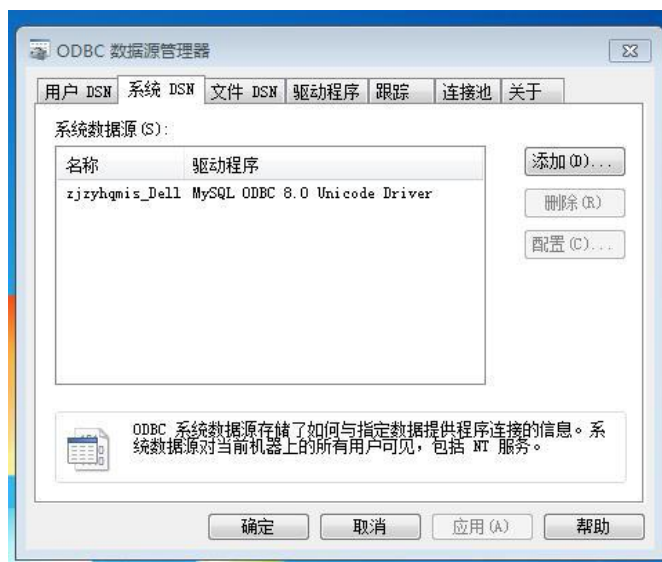 ODBC 数据源管理器
用户 DSN 系统 DSN 文件 DSN 驱动程序 跟踪 连接池 关于
系统数据源(S):
名称 驱动程序
zjzyhqmis_Dell MySQL ODBC 8.0 Unicode Driver
添加(D)...
删除(R)
配置(C)...
ODBC 系统数据源存储了如何与指定数据提供程序连接的信息。系
统数据源对当前机器上的所有用户可见，包括 NT 服务。
确定 取消 应用(A) 帮助